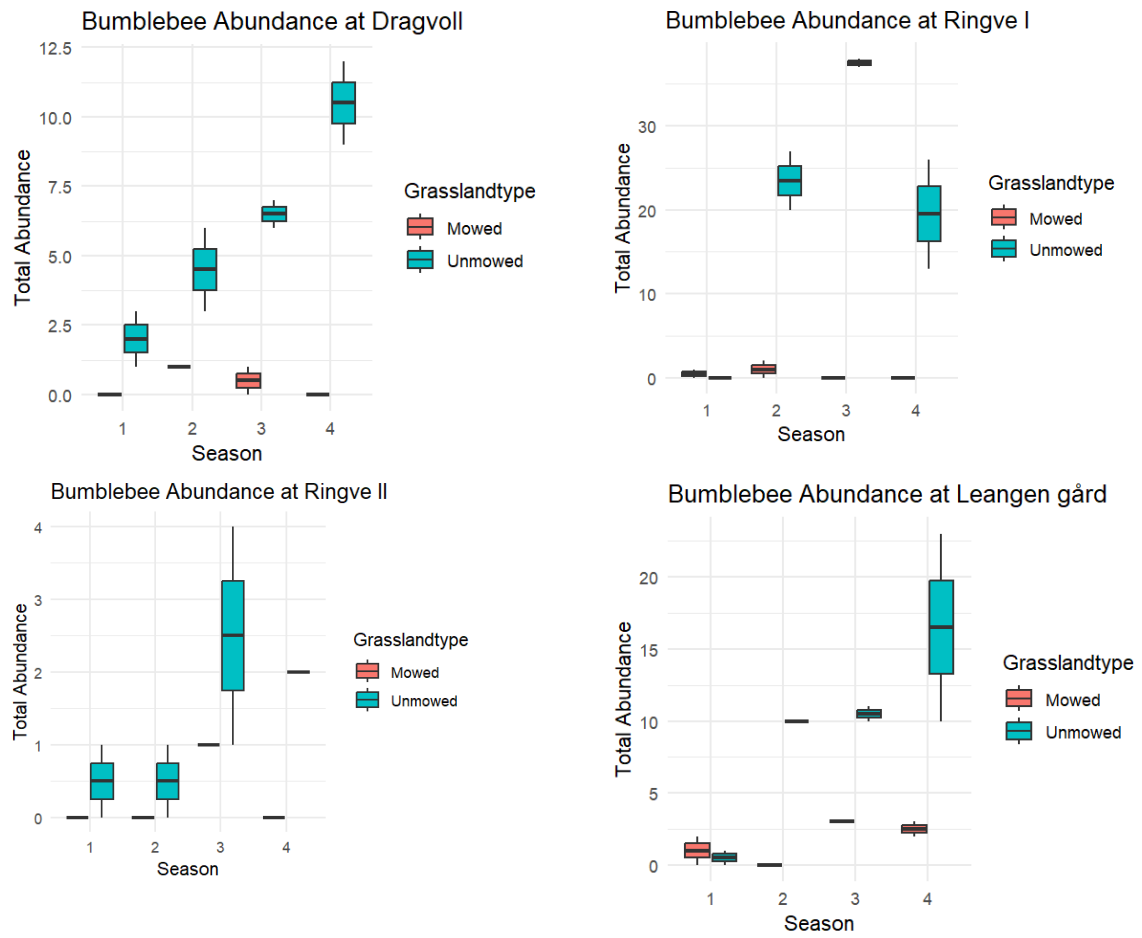 Bumblebee Abundance at Dragvoll
12.5
10.0
7.5
5.0
2.5
0.0
Total Abundance
1 2 3 4
Season
Grasslandtype
Mowed
Unmowed
Bumblebee Abundance at Ringve I
30
20
10
0
Total Abundance
1 2 3 4
Season
Grasslandtype
Mowed
Unmowed
Bumblebee Abundance at Ringve II
4
3
2
1
0
Total Abundance
1 2 3 4
Season
Grasslandtype
Mowed
Unmowed
Bumblebee Abundance at Leangen gård
20
15
10
5
0
Total Abundance
1 2 3 4
Season
Grasslandtype
Mowed
Unmowed